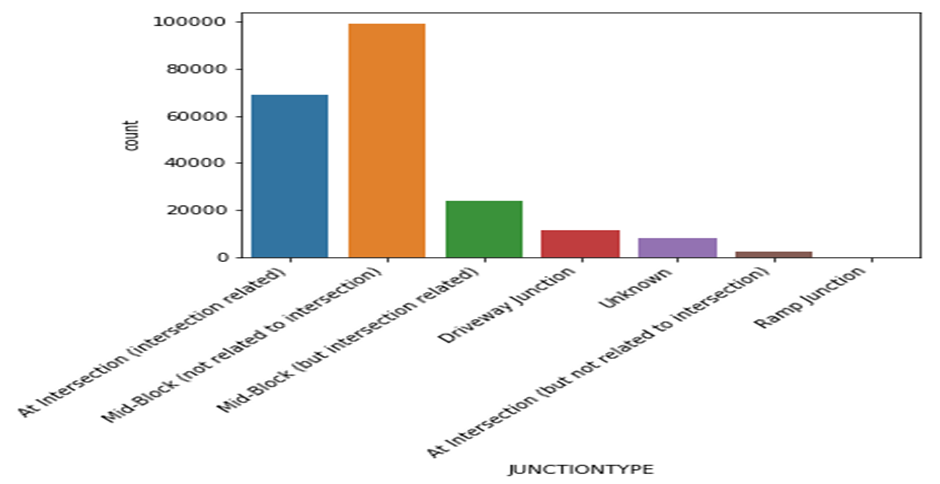 100000
80000
60000
40000
20000
0
count
At Intersection (intersection related)
Mid-Block (not related to intersection)
Mid-Block (but intersection related)
Driveway Junction
Unknown
At Intersection (but not related to intersection)
Ramp Junction
JUNCTIONTYPE